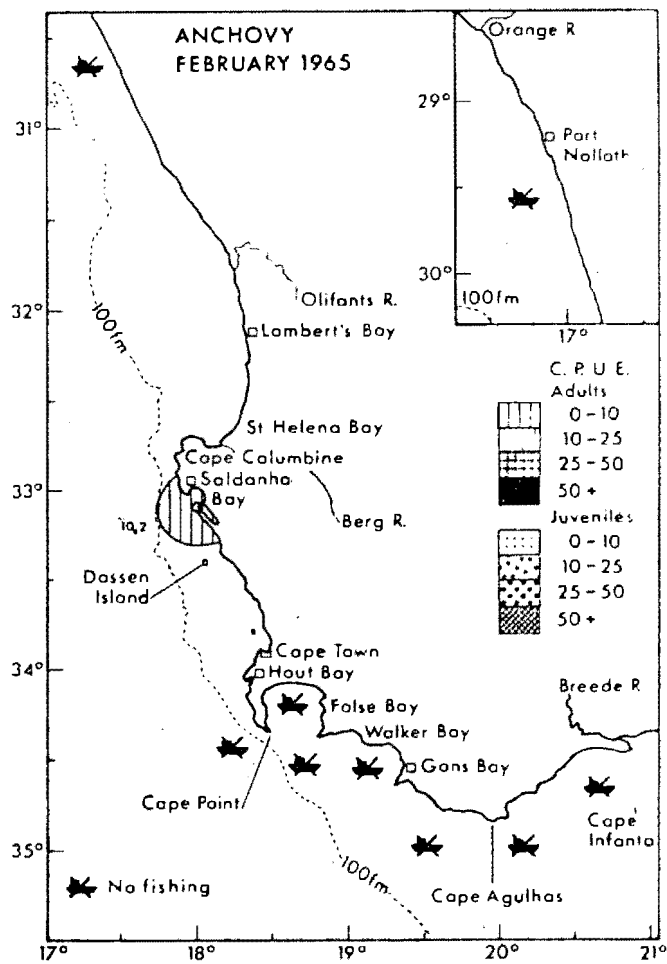 ANCHOVY
FEBRUARY 1965
Orange R
29°
Port
Nolloth
30°
100fm
17°
31°
32°
33°
34°
35°
100fm
Olifants R.
Lambert's Bay
St Helena Bay
Cape Columbine
Saldanha
Bay
Berg R.
Dassen
Island
C. P. U. E.
Adults
0-10
10-25
25-50
50+
Juveniles
0-10
10-25
25-50
50+
Cape Town
Hout Bay
False Bay
Walker Bay
Gans Bay
Breede R
Cape Point
Cape
Infanta
100fm
Cape Agulhas
No fishing
17°
18°
19°
20°
21°